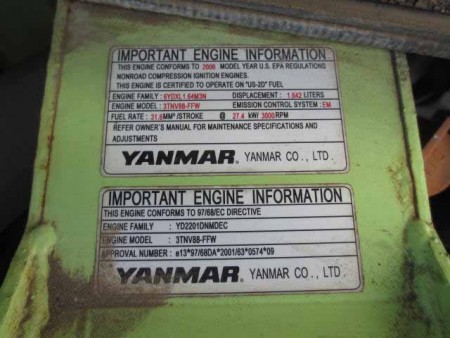 IMPORTANT ENGINE INFORMATION
THIS ENGINE CONFORMS TO 2006 MODEL YEAR U.S. EPA REGULATIONS
NONROAD COMPRESSION IGNITION ENGINES.
THIS ENGINE IS CERTIFIED TO OPERATE ON "US-2D" FUEL
ENGINE FAMILY : 6YDXL1.64M3N DISPLACEMENT : 1.642 LITERS
ENGINE MODEL : 3TNV88-FFW EMISSION CONTROL SYSTEM : EM
FUEL RATE : 31.6MM³/STROKE @ 27.4 kW/ 3000RPM
REFER OWNER'S MANUAL FOR MAINTENANCE SPECIFICATIONS AND
ADJUSTMENTS
YANMAR YANMAR CO., LTD.
IMPORTANT ENGINE INFORMATION
THIS ENGINE CONFORMS TO 97/68/EC DIRECTIVE
ENGINE FAMILY : YD2201DNMDEC
ENGINE MODEL : 3TNV88-FFW
APPROVAL NUMBER : e13*97/68DA*2001/63*0574*09
YANMAR YANMAR CO., LTD.